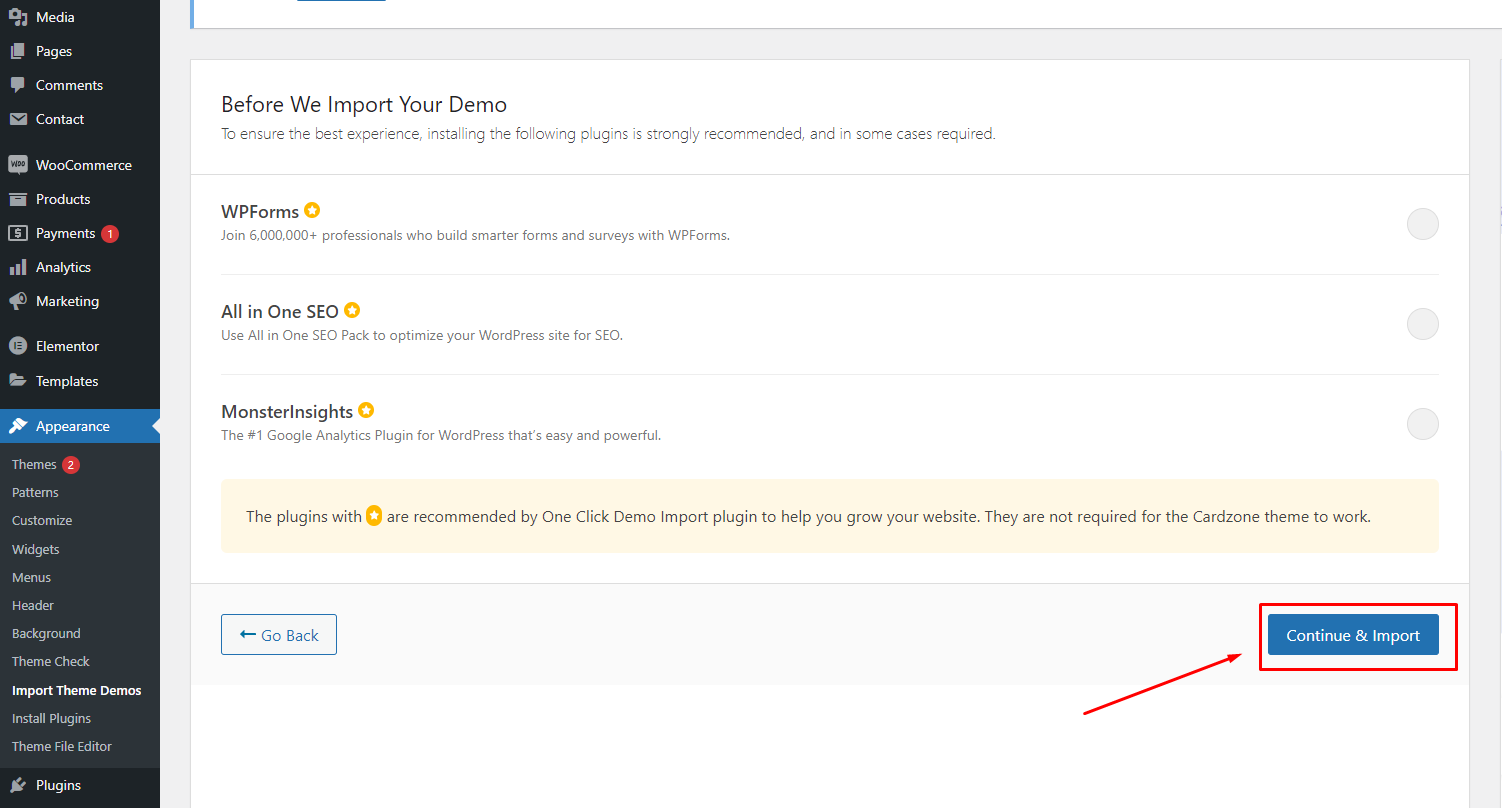 Media
Pages
Comments
Contact
WooCommerce
Products
Payments 1
Analytics
Marketing
Elementor
Templates
Appearance
Themes 2
Patterns
Customize
Widgets
Menus
Header
Background
Theme Check
Import Theme Demos
Install Plugins
Theme File Editor
Plugins
Before We Import Your Demo
To ensure the best experience, installing the following plugins is strongly recommended, and in some cases required.
WPForms
Join 6,000,000+ professionals who build smarter forms and surveys with WPForms.
All in One SEO
Use All in One SEO Pack to optimize your WordPress site for SEO.
MonsterInsights
The #1 Google Analytics Plugin for WordPress that’s easy and powerful.
The plugins with are recommended by One Click Demo Import plugin to help you grow your website. They are not required for the Cardzone theme to work.
Go Back
Continue & Import